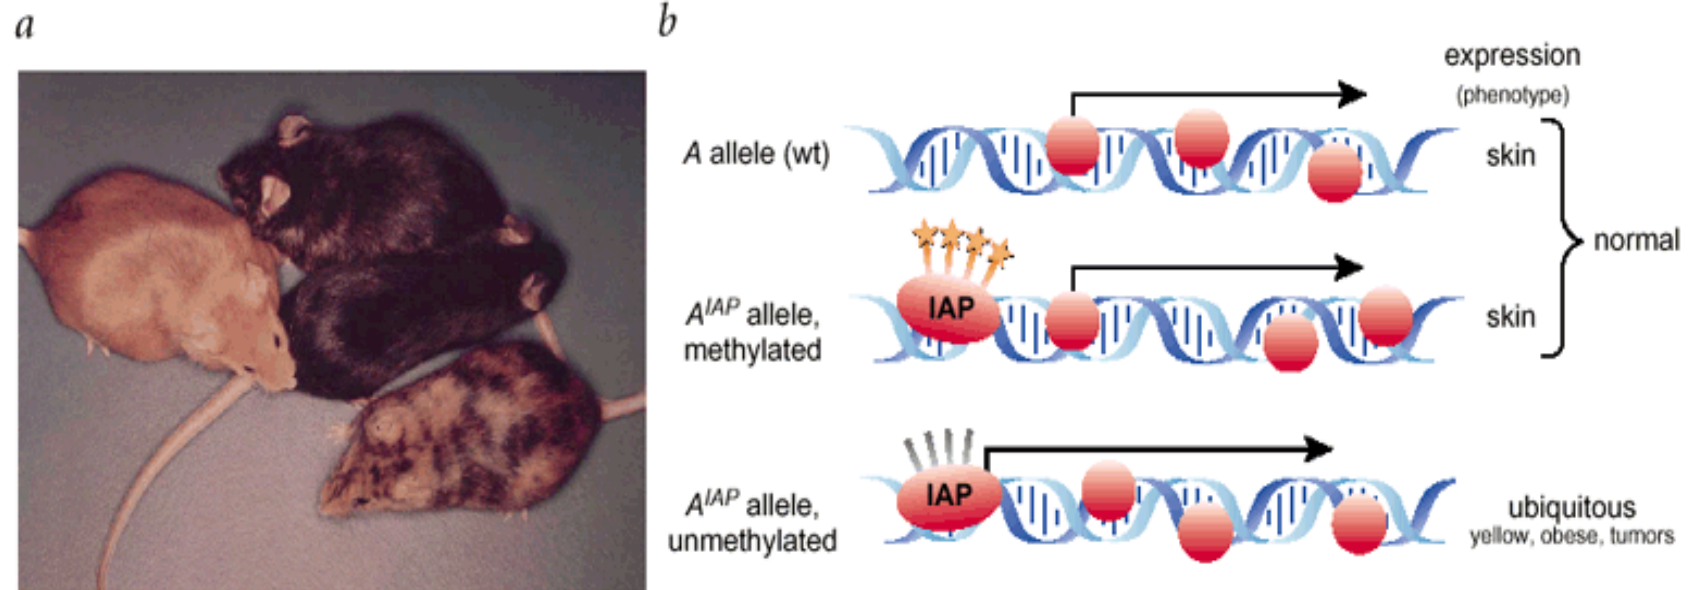 a
b
expression
(phenotype)
A allele (wt)
skin
normal
IAP
A^IAP allele,
methylated
skin
IAP
A^IAP allele,
unmethylated
ubiquitous
yellow, obese, tumors